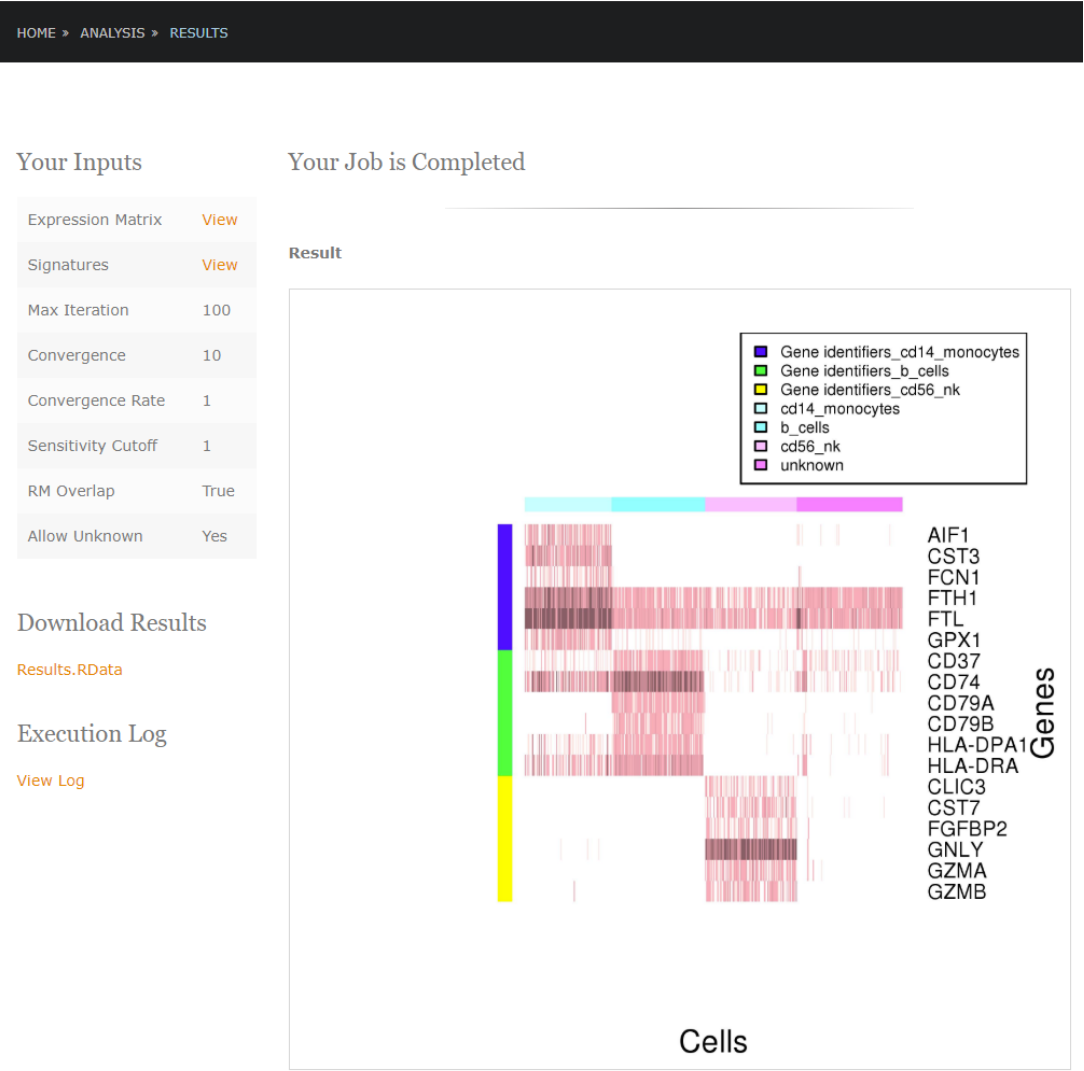 HOME » ANALYSIS » RESULTS
Your Inputs
Expression Matrix View
Signatures View
Max Iteration 100
Convergence 10
Convergence Rate 1
Sensitivity Cutoff 1
RM Overlap True
Allow Unknown Yes
Download Results
Results.RData
Execution Log
View Log
Your Job is Completed
Result
Gene identifiers_cd14_monocytes
Gene identifiers_b_cells
Gene identifiers_cd56_nk
cd14_monocytes
b_cells
cd56_nk
unknown
AIF1
CST3
FCN1
FTH1
FTL
GPX1
CD37
CD74
CD79A
CD79B
HLA-DPA1
HLA-DRA
CLIC3
CST7
FGFBP2
GNLY
GZMA
GZMB
Genes
Cells